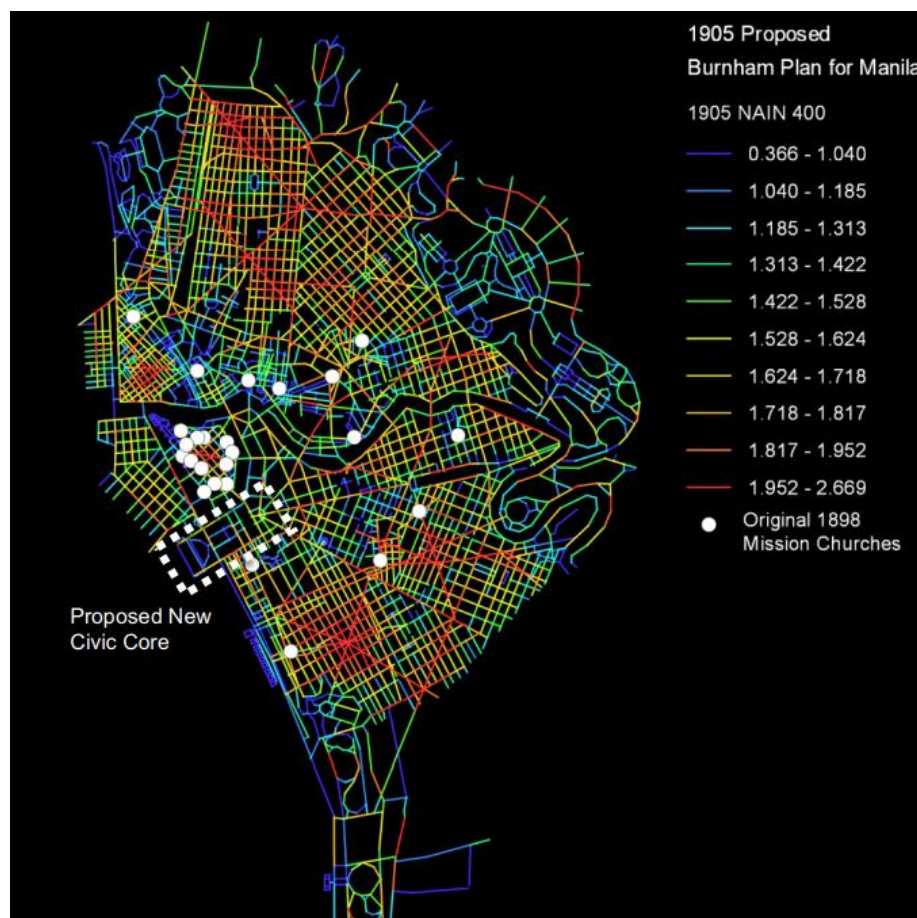 1905 Proposed
Burnham Plan for Manila
1905 NAIN 400
0.366 - 1.040
1.040 - 1.185
1.185 - 1.313
1.313 - 1.422
1.422 - 1.528
1.528 - 1.624
1.624 - 1.718
1.718 - 1.817
1.817 - 1.952
1.952 - 2.669
Original 1898
Mission Churches
Proposed New
Civic Core